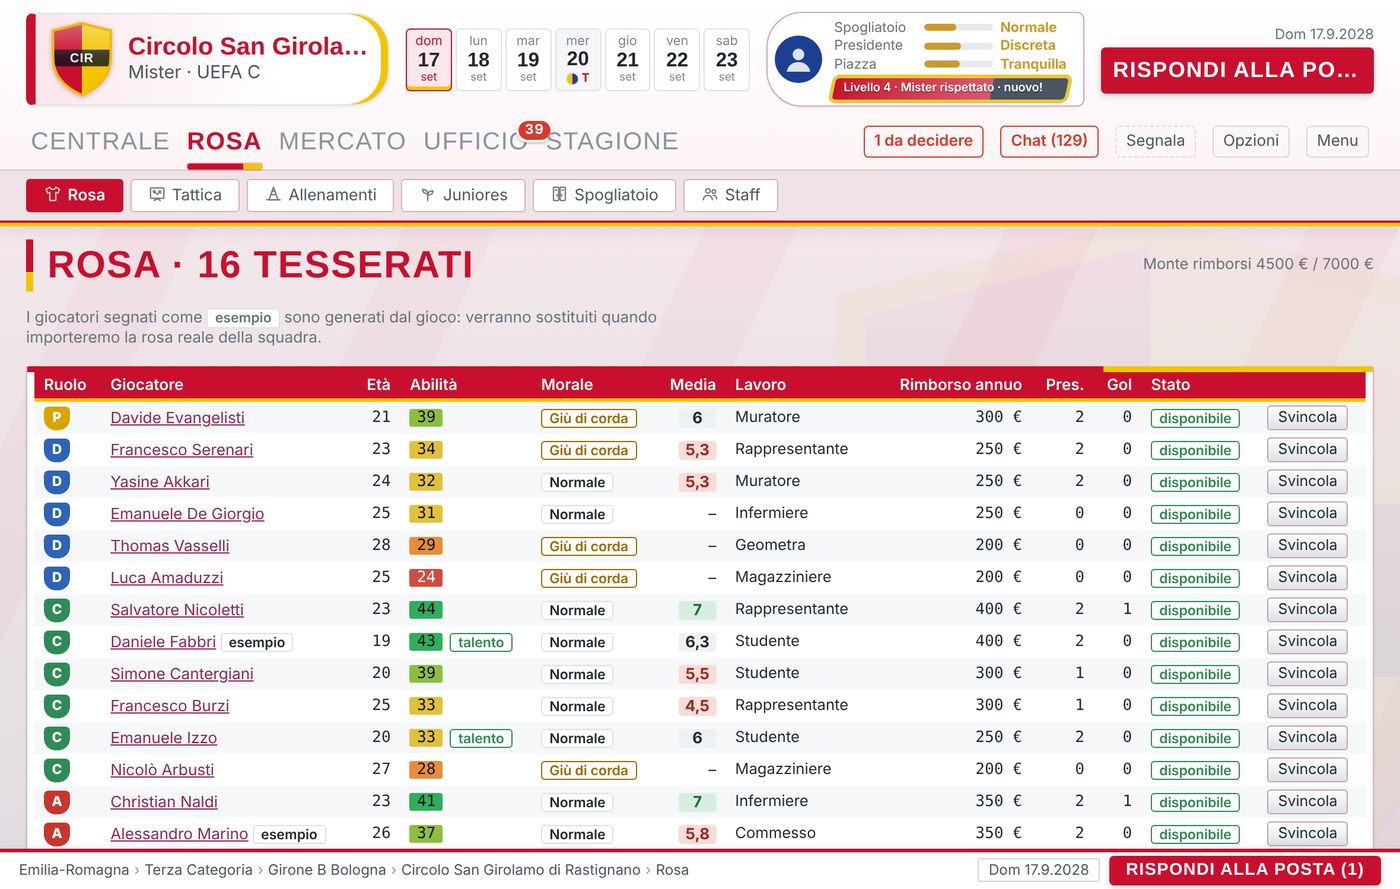 CIR
Circolo San Girola...
Mister · UEFA C
dom 17 set
lun 18 set
mar 19 set
mer 20 T
gio 21 set
ven 22 set
sab 23 set
Spogliatoio Normale
Presidente Discreta
Piazza Tranquilla
Livello 4 · Mister rispettato · nuovo!
Dom 17.9.2028
RISPONDI ALLA PO...
CENTRALE ROSA MERCATO UFFICIO 39 STAGIONE
1 da decidere Chat (129) Segnala Opzioni Menu
Rosa Tattica Allenamenti Juniores Spogliatoio Staff
ROSA · 16 TESSERATI
Monte rimborsi 4500 € / 7000 €
I giocatori segnati come esempio sono generati dal gioco: verranno sostituiti quando
importeremo la rosa reale della squadra.
Ruolo Giocatore Età Abilità Morale Media Lavoro Rimborso annuo Pres. Gol Stato
P Davide Evangelisti 21 39 Giù di corda 6 Muratore 300 € 2 0 disponibile Svincola
D Francesco Serenari 23 34 Giù di corda 5,3 Rappresentante 250 € 2 0 disponibile Svincola
D Yasine Akkari 24 32 Normale 5,3 Muratore 250 € 2 0 disponibile Svincola
D Emanuele De Giorgio 25 31 Normale – Infermiere 250 € 0 0 disponibile Svincola
D Thomas Vasselli 28 29 Giù di corda – Geometra 200 € 0 0 disponibile Svincola
D Luca Amaduzzi 25 24 Giù di corda – Magazziniere 200 € 0 0 disponibile Svincola
C Salvatore Nicoletti 23 44 Normale 7 Rappresentante 400 € 2 1 disponibile Svincola
C Daniele Fabbri esempio 19 43 talento Normale 6,3 Studente 400 € 2 0 disponibile Svincola
C Simone Cantergiani 20 39 Normale 5,5 Studente 300 € 1 0 disponibile Svincola
C Francesco Burzi 25 33 Normale 4,5 Rappresentante 300 € 1 0 disponibile Svincola
C Emanuele Izzo 20 33 talento Normale 6 Studente 250 € 2 0 disponibile Svincola
C Nicolò Arbusti 27 28 Giù di corda – Magazziniere 200 € 0 0 disponibile Svincola
A Christian Naldi 23 41 Normale 7 Infermiere 350 € 2 1 disponibile Svincola
A Alessandro Marino esempio 26 37 Normale 5,8 Commesso 350 € 2 0 disponibile Svincola
Emilia-Romagna › Terza Categoria › Girone B Bologna › Circolo San Girolamo di Rastignano › Rosa
Dom 17.9.2028
RISPONDI ALLA POSTA (1)